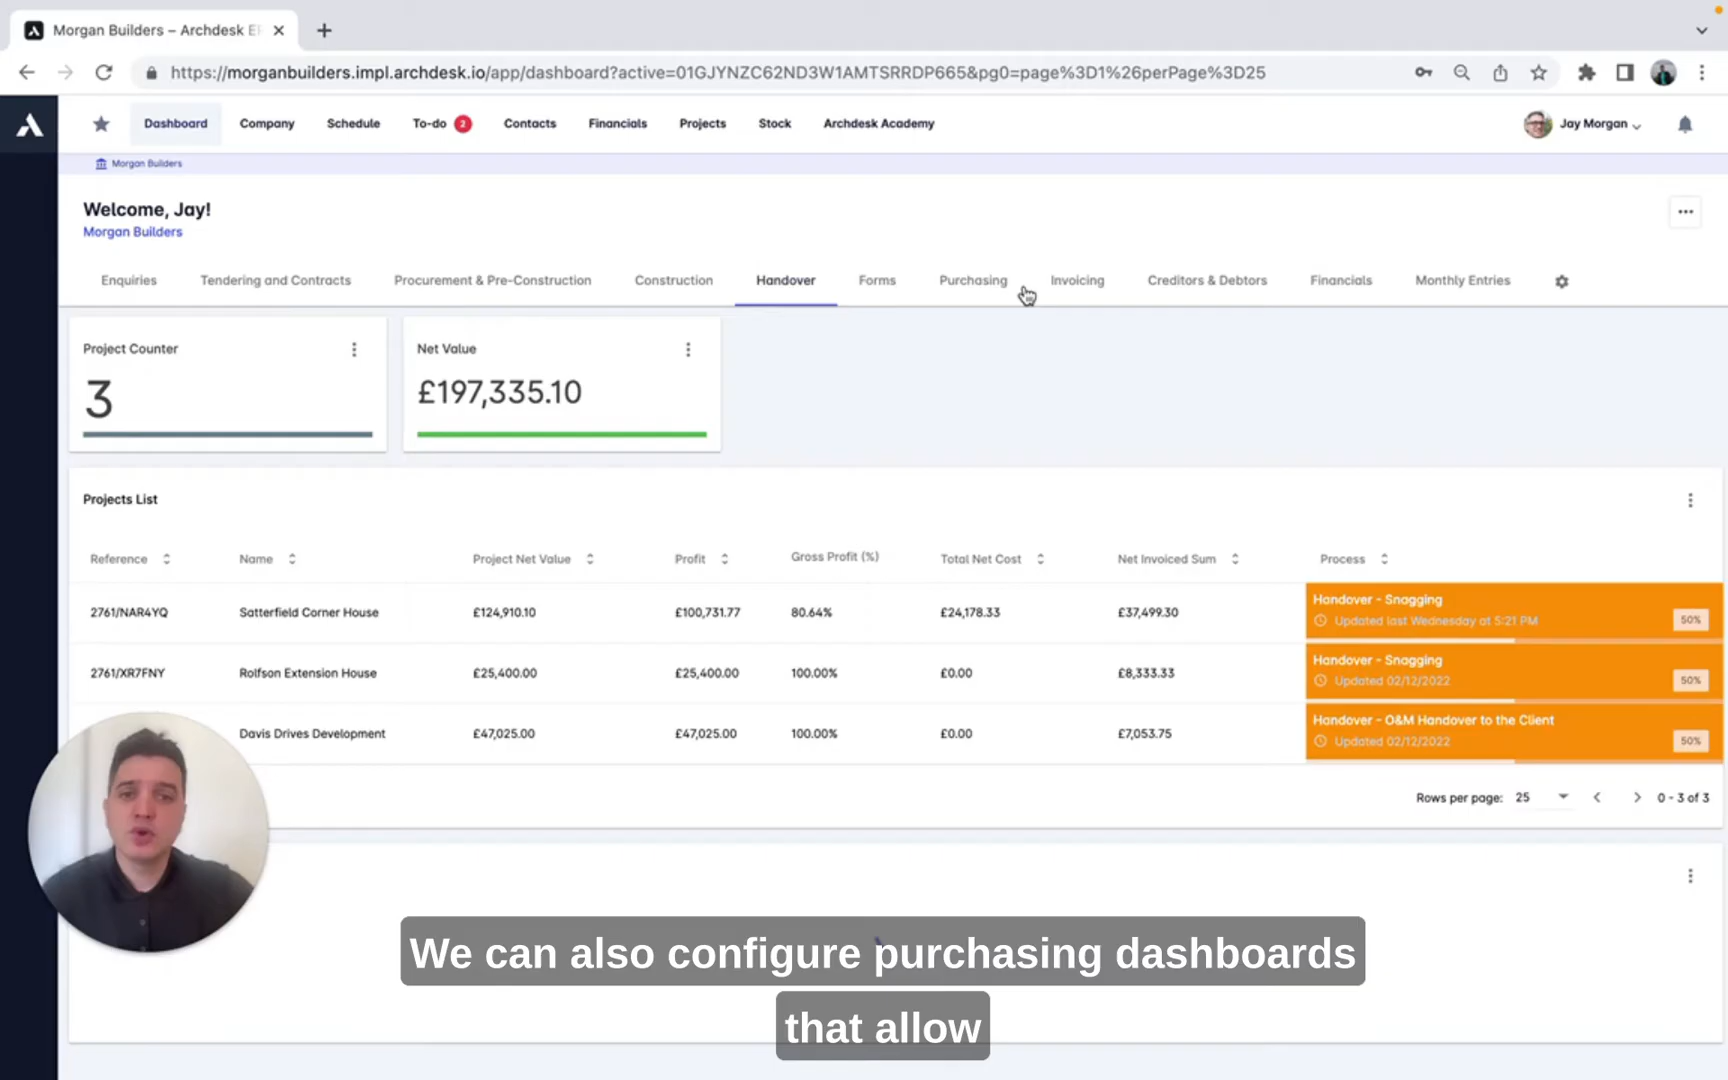 Morgan Builders – Archdesk E
https://morganbuilders.impl.archdesk.io/app/dashboard?active=01GJYNZC62ND3W1AMTSRRDP665&pg0=page%3D1%26perPage%3D25
Dashboard Company Schedule To-do 2 Contacts Financials Projects Stock Archdesk Academy Jay Morgan
Morgan Builders
Welcome, Jay!
Morgan Builders
Enquiries Tendering and Contracts Procurement & Pre-Construction Construction Handover Forms Purchasing Invoicing Creditors & Debtors Financials Monthly Entries
Project Counter Net Value
3 £197,335.10
Projects List
Reference Name Project Net Value Profit Gross Profit (%) Total Net Cost Net Invoiced Sum Process
2761/NAR4YQ Satterfield Corner House £124,910.10 £100,731.77 80.64% £24,178.33 £37,499.30 Handover - Snagging
Updated last Wednesday at 5:21 PM 50%
2761/XR7FNY Rolfson Extension House £25,400.00 £25,400.00 100.00% £0.00 £8,333.33 Handover - Snagging
Updated 02/12/2022 50%
Davis Drives Development £47,025.00 £47,025.00 100.00% £0.00 £7,053.75 Handover - O&M Handover to the Client
Updated 02/12/2022 50%
Rows per page: 25 0 - 3 of 3
We can also configure purchasing dashboards
that allow